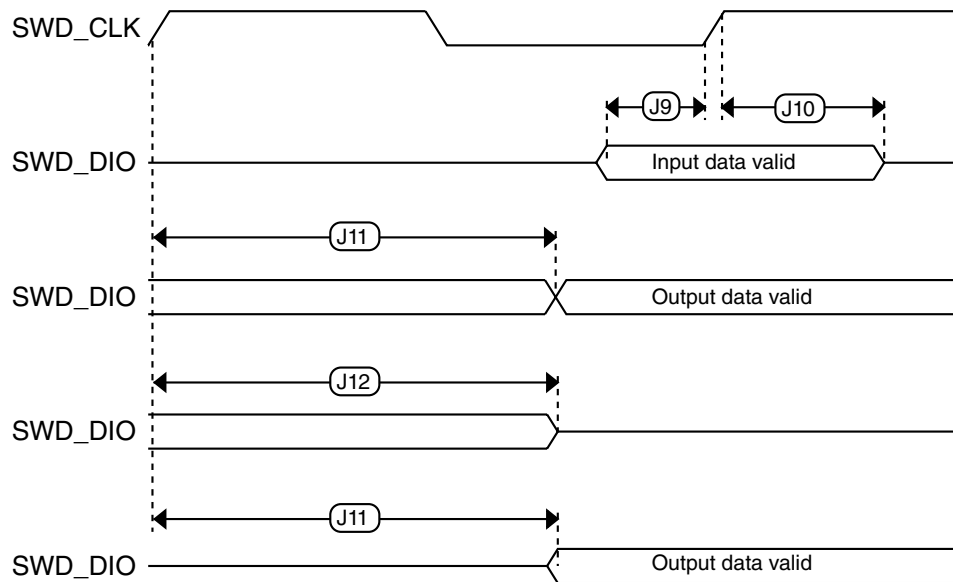 SWD_CLK
J9
J10
SWD_DIO
Input data valid
J11
SWD_DIO
Output data valid
J12
SWD_DIO
J11
SWD_DIO
Output data valid